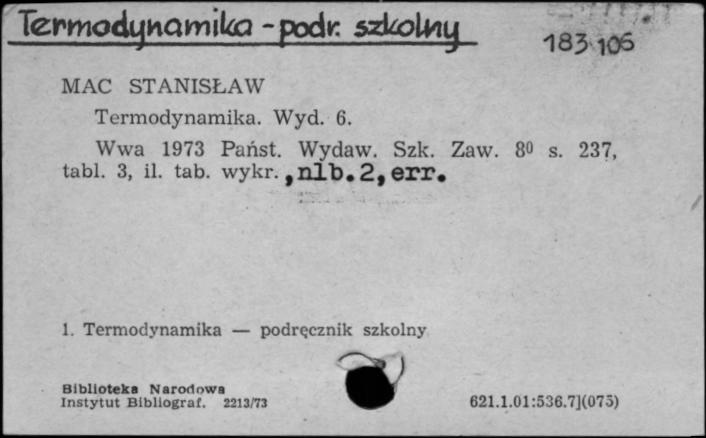 Termodynamika - podr. szkolny
183 106
MAC STANISŁAW
Termodynamika. Wyd. 6.
Wwa 1973 Państ. Wydaw. Szk. Zaw. 8⁰ s. 237,
tabl. 3, il. tab. wykr. , nlb. 2, err.
1. Termodynamika — podręcznik szkolny
Biblioteka Narodowa
Instytut Bibliograf. 2213/73
621.1.01:536.7](075)